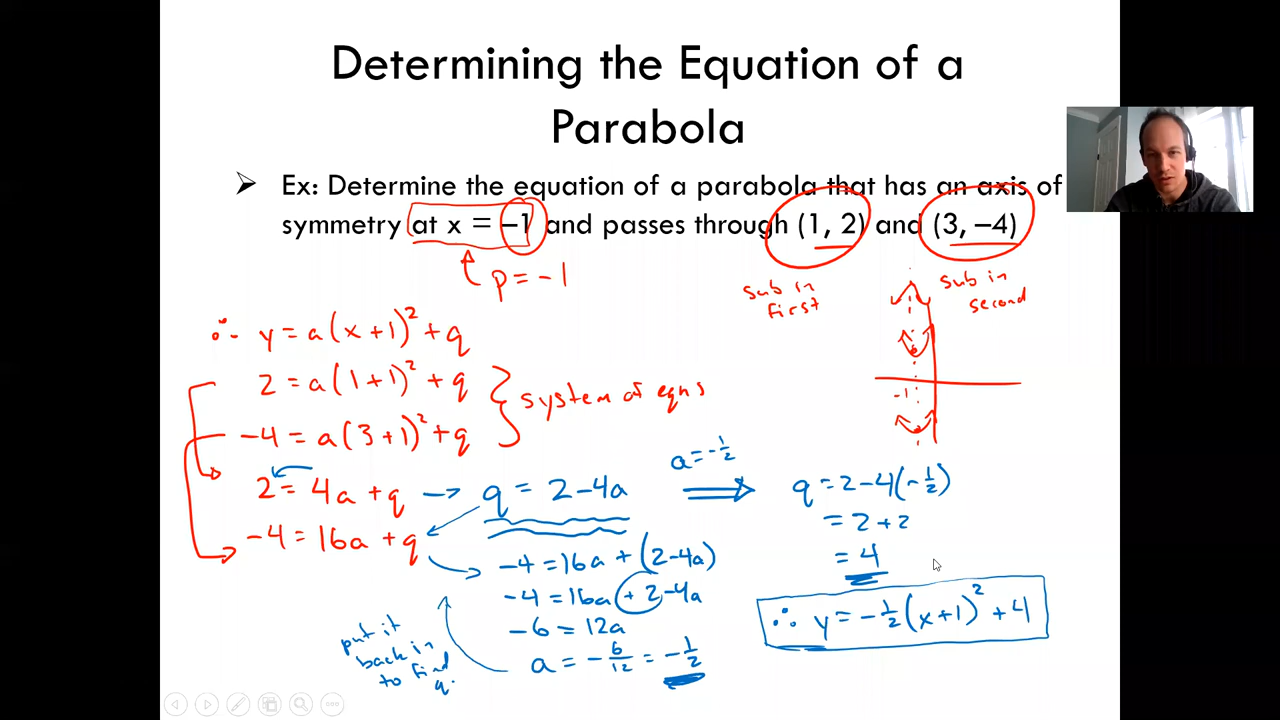 Determining the Equation of a
Parabola
➢ Ex: Determine the equation of a parabola that has an axis of
symmetry at x = −1 and passes through (1, 2) and (3, −4)
p = -1
sub in
first
sub in
second
∴ y = a(x+1)² + q
2 = a(1+1)² + q
-4 = a(3+1)² + q
system of eqns
-1
2 = 4a + q → q = 2 - 4a
a = -1/2
⇒ q = 2 - 4(-1/2)
= 2 + 2
= 4
-4 = 16a + q
-4 = 16a + (2 - 4a)
-4 = 16a + 2 - 4a
-6 = 12a
a = -6/12 = -1/2
put it
back in
to find
q.
∴ y = -1/2(x+1)² + 4